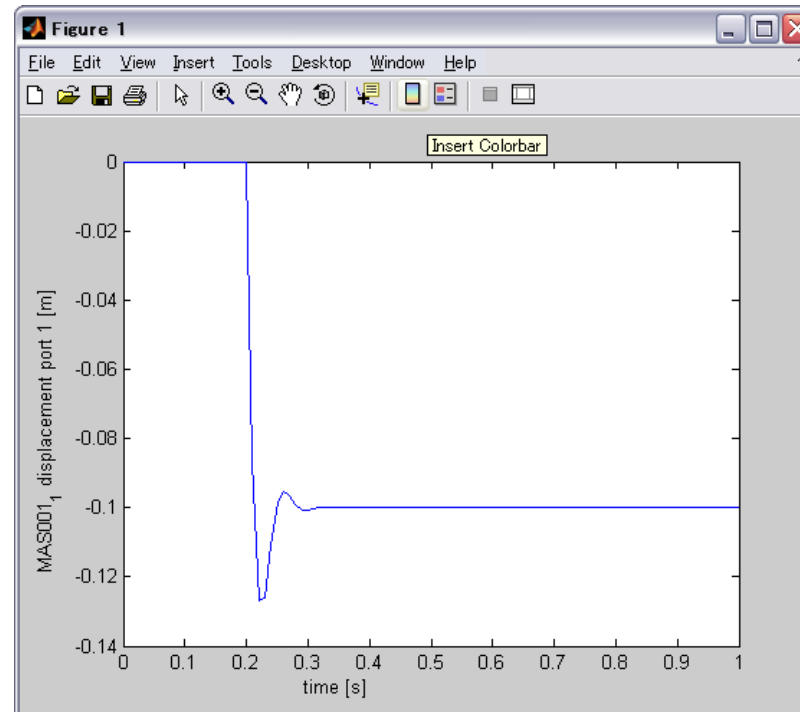 Figure 1
File Edit View Insert Tools Desktop Window Help
Insert Colorbar
0
-0.02
-0.04
-0.06
-0.08
-0.1
-0.12
-0.14
MAS001₁ displacement port 1 [m]
0 0.1 0.2 0.3 0.4 0.5 0.6 0.7 0.8 0.9 1
time [s]